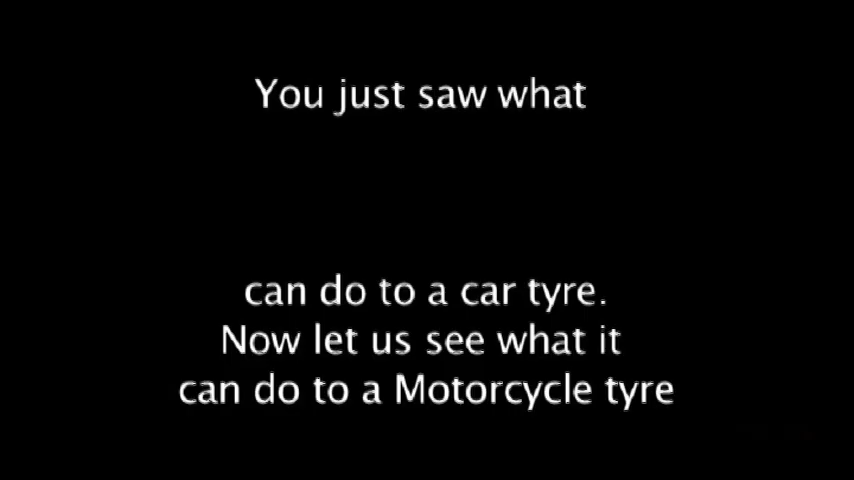 You just saw what
can do to a car tyre.
Now let us see what it
can do to a Motorcycle tyre